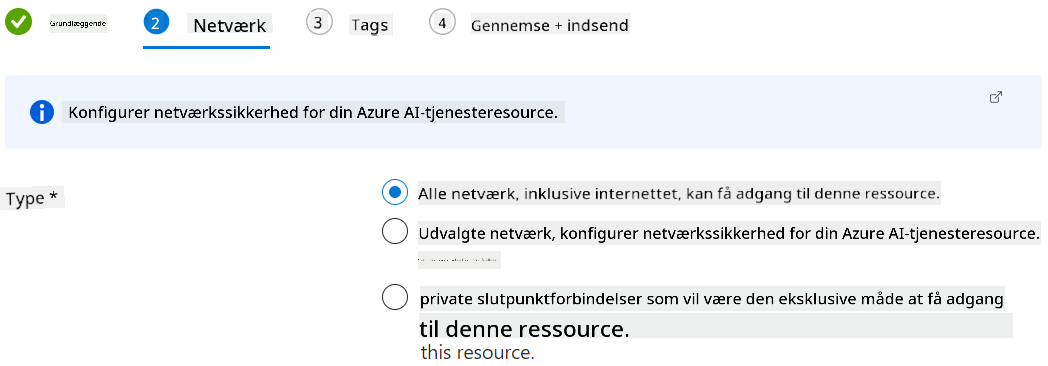 Grundlæggende
2 Netværk
3 Tags
4 Gennemse + indsend
Konfigurer netværkssikkerhed for din Azure AI-tjenesteresource.
Type *
Alle netværk, inklusive internettet, kan få adgang til denne ressource.
Udvalgte netværk, konfigurer netværkssikkerhed for din Azure AI-tjenesteresource.
private slutpunktforbindelser som vil være den eksklusive måde at få adgang
til denne ressource.
this resource.